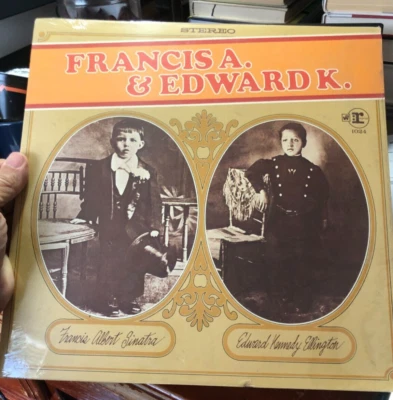 STEREO
FRANCIS A.
& EDWARD K.
Francis Albert Sinatra
Edward Kennedy Ellington